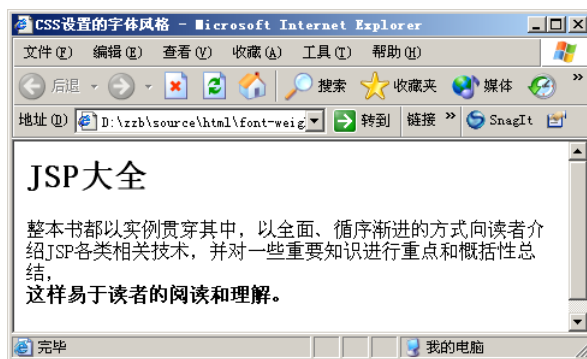 CSS设置的字体风格 - Microsoft Internet Explorer
文件(F) 编辑(E) 查看(V) 收藏(A) 工具(T) 帮助(H)
后退 搜索 收藏夹 媒体 »
地址(D) D:\zzb\source\html\font-weig 转到 链接 » SnagIt
JSP大全
整本书都以实例贯穿其中，以全面、循序渐进的方式向读者介
绍JSP各类相关技术，并对一些重要知识进行重点和概括性总
结，
这样易于读者的阅读和理解。
完毕 我的电脑